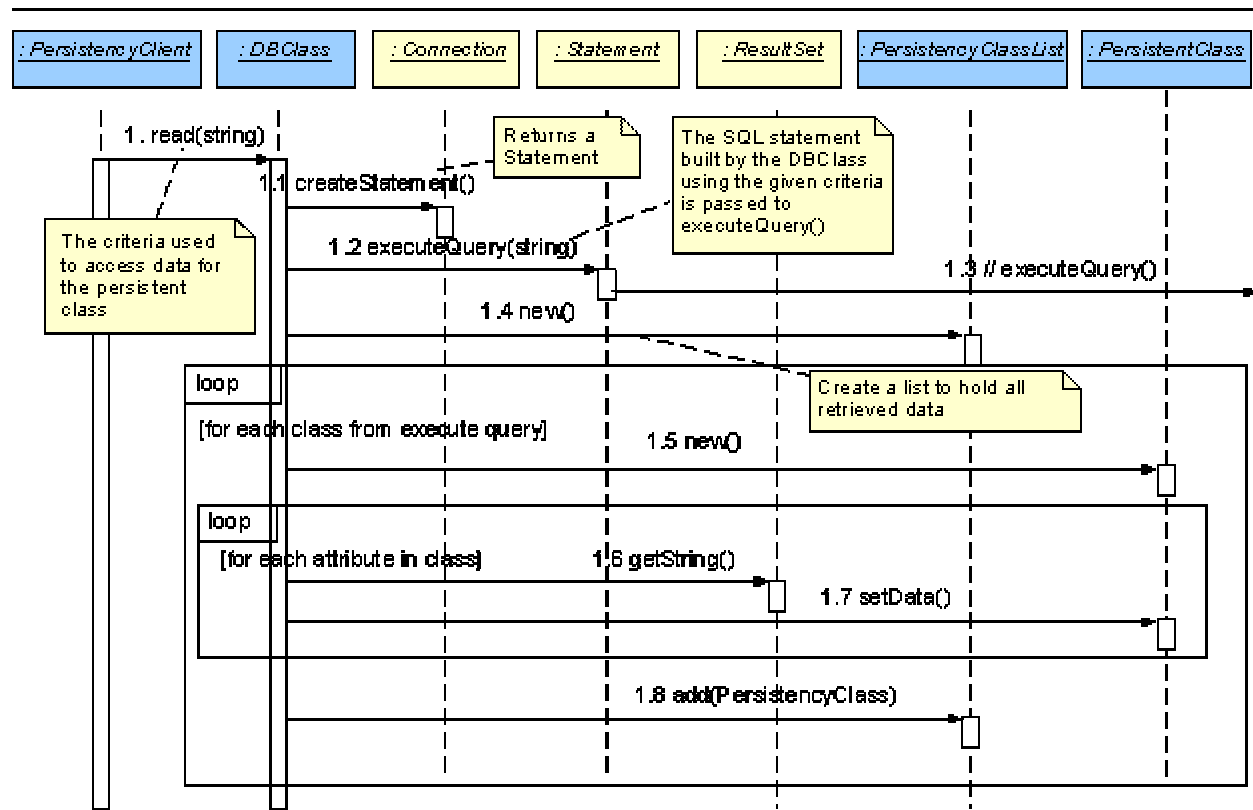 : PersistencyClient
: DBClass
: Connection
: Statement
: ResultSet
: PersistencyClassList
: PersistentClass
1. read(string)
Returns a
Statement
The SQL statement
built by the DBClass
using the given criteria
is passed to
executeQuery()
1.1 createStatement()
The criteria used
to access data for
the persistent
class
1.2 executeQuery(string)
1.3 // executeQuery()
1.4 new()
loop
Create a list to hold all
retrieved data
[for each class from execute query]
1.5 new()
loop
[for each attribute in class]
1.6 getString()
1.7 setData()
1.8 add(PersistencyClass)